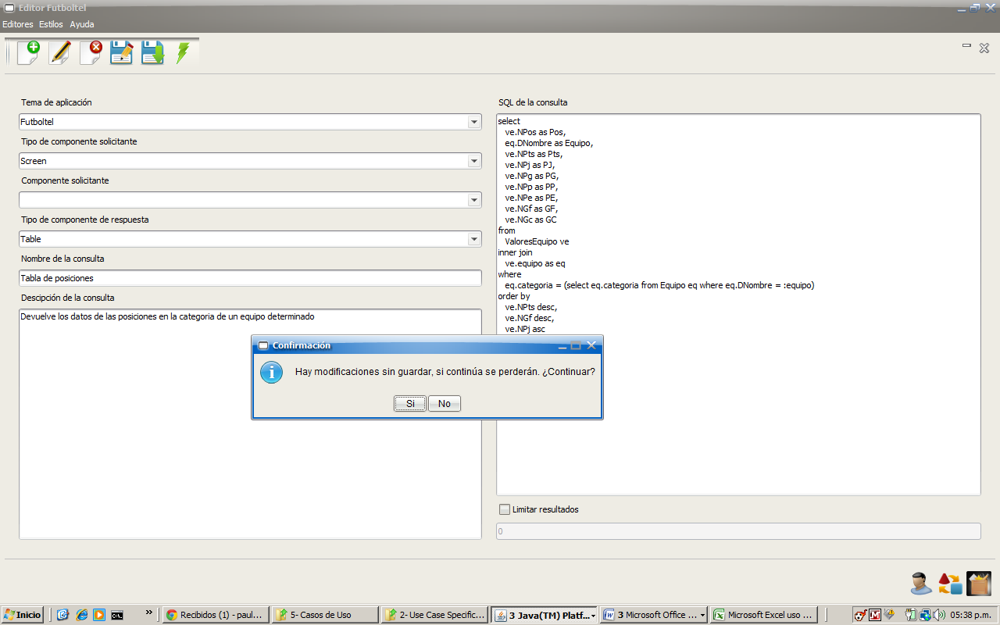 Editor Futboltel
Editores Estilos Ayuda
Tema de aplicación
Futboltel
Tipo de componente solicitante
Screen
Componente solicitante
Tipo de componente de respuesta
Table
Nombre de la consulta
Tabla de posiciones
Descipción de la consulta
Devuelve los datos de las posiciones en la categoria de un equipo determinado
SQL de la consulta
select
ve.NPos as Pos,
eq.DNombre as Equipo,
ve.NPts as Pts,
ve.NPj as PJ,
ve.NPg as PG,
ve.NPp as PP,
ve.NPe as PE,
ve.NGf as GF,
ve.NGc as GC
from
ValoresEquipo ve
inner join
ve.equipo as eq
where
eq.categoria = (select eq.categoria from Equipo eq where eq.DNombre = :equipo)
order by
ve.NPts desc,
ve.NGf desc,
ve.NPj asc
Confirmación
Hay modificaciones sin guardar, si continúa se perderán. ¿Continuar?
Si No
Limitar resultados
0
Inicio » Recibidos (1) - paul... 5- Casos de Uso 2- Use Case Specific... 3 Java(TM) Platf... 3 Microsoft Office ... Microsoft Excel uso ... 05:38 p.m.